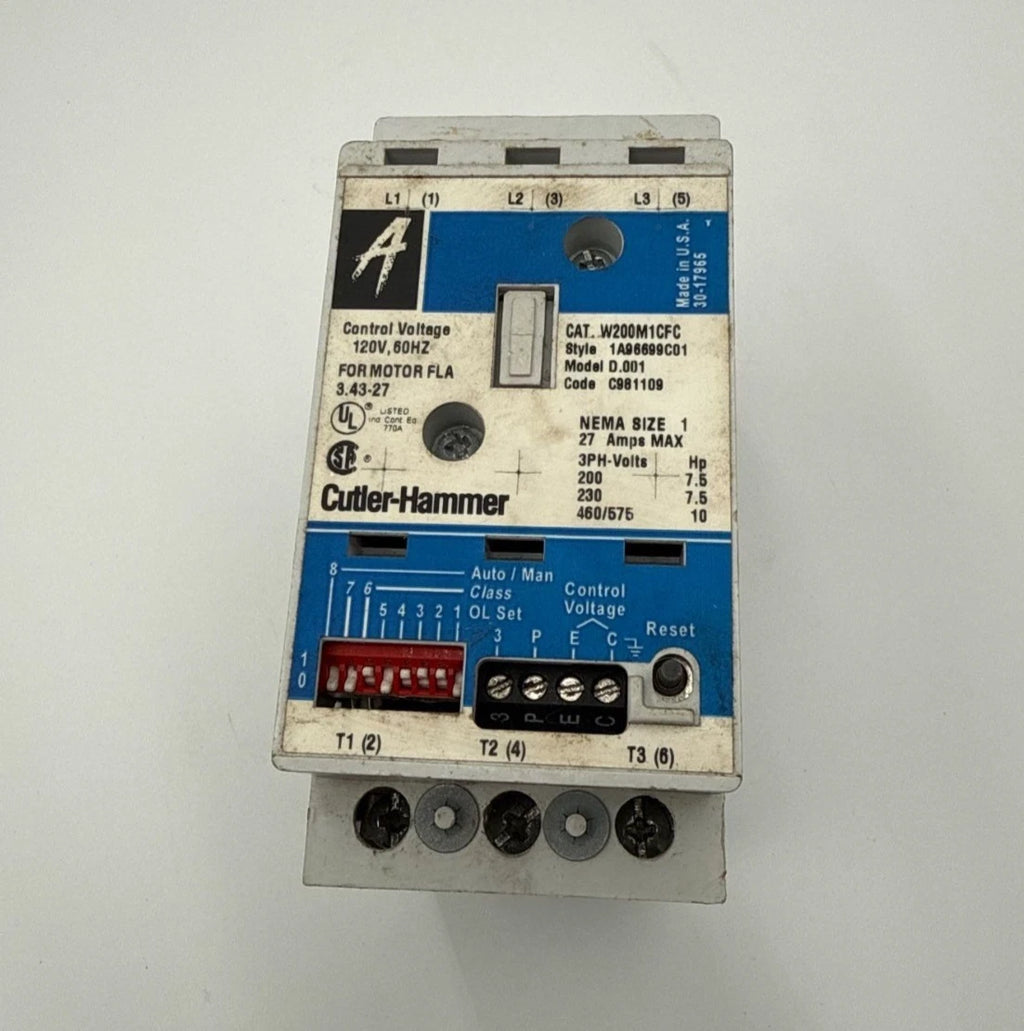 L1 (1) L2 (3) L3 (5)
A
Made in U.S.A.
30-17965
Control Voltage
120V, 60HZ
FOR MOTOR FLA
3.43-27
UL ® LISTED
Ind Cont Eq
770A
SA ®
Cutler-Hammer
CAT. W200M1CFC
Style 1A96699C01
Model D.001
Code C981109
NEMA SIZE 1
27 Amps MAX
3PH-Volts Hp
200 7.5
230 7.5
460/575 10
8 Auto / Man
7 6 Class
5 4 3 2 1 OL Set
Control
Voltage
3 P E C
Reset
1
0
3 P E C
T1 (2) T2 (4) T3 (6)